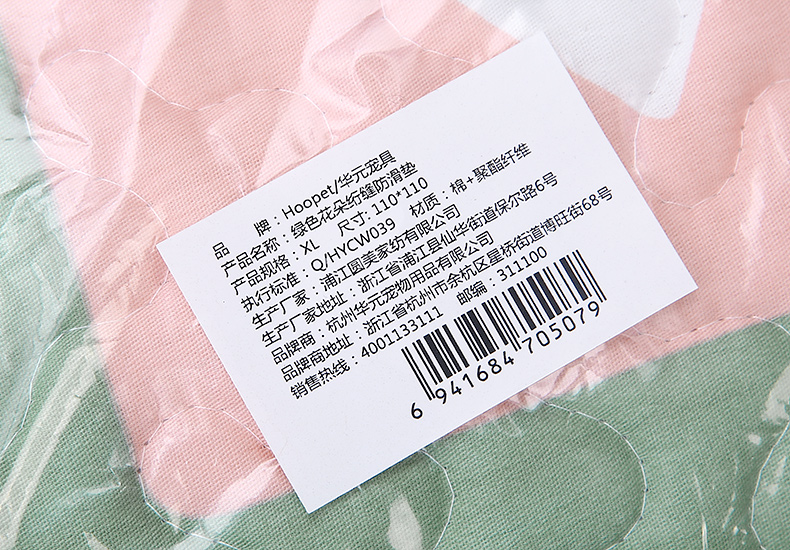 品 牌：Hoopet/华元宠具
产品名称：绿色花朵绗缝防滑垫
产品规格：XL 尺寸:110*110
执行标准：Q/HYCW039 材质：棉+聚酯纤维
生产厂家：浦江圆美家纺有限公司
生产厂家地址：浙江省浦江县仙华街道保尔路6号
品牌商：杭州华元宠物用品有限公司
品牌商地址：浙江省杭州市余杭区星桥街道博旺街68号
销售热线：4001133111 邮编：311100
6 941684 705079